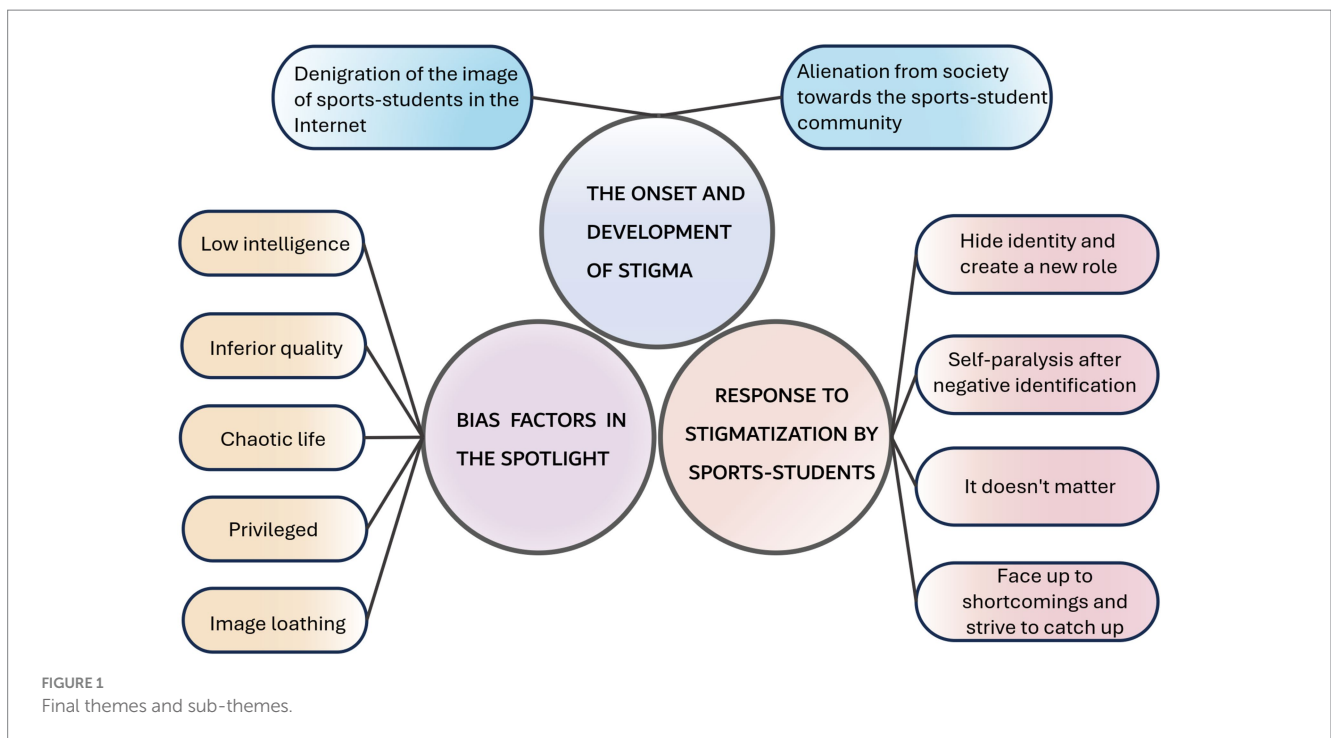 Denigration of the image
of sports-students in the
Internet
Alienation from society
towards the sports-student
community
THE ONSET AND
DEVELOPMENT
OF STIGMA
Low intelligence
Inferior quality
Chaotic life
Privileged
Image loathing
BIAS FACTORS IN
THE SPOTLIGHT
RESPONSE TO
STIGMATIZATION BY
SPORTS-STUDENTS
Hide identity and
create a new role
Self-paralysis after
negative identification
It doesn't matter
Face up to
shortcomings and
strive to catch up
FIGURE 1
Final themes and sub-themes.